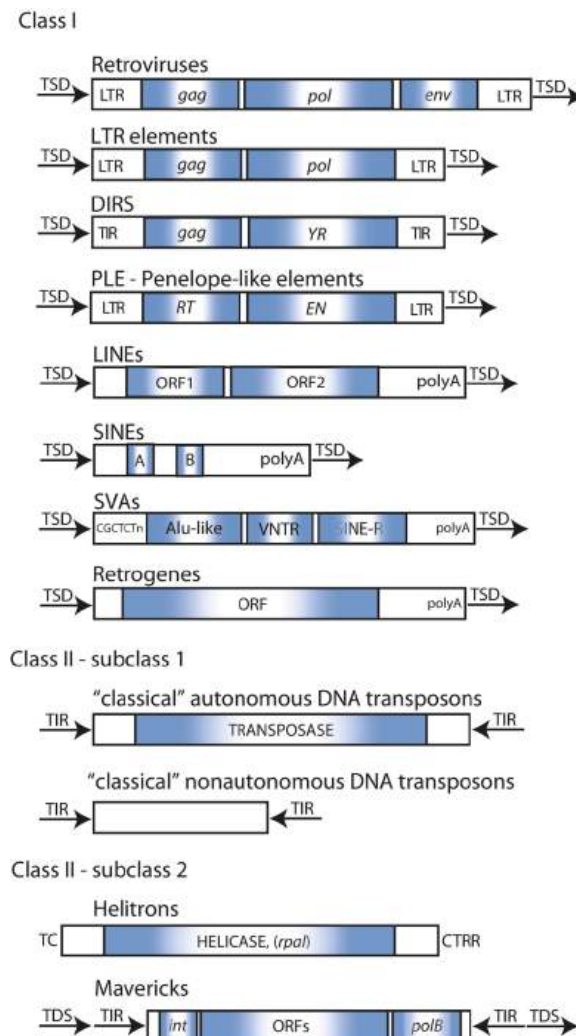 Class I
Retroviruses
TSD LTR gag pol env LTR TSD
LTR elements
TSD LTR gag pol LTR TSD
DIRS
TSD TIR gag YR TIR TSD
PLE - Penelope-like elements
TSD LTR RT EN LTR TSD
LINEs
TSD ORF1 ORF2 polyA TSD
SINEs
TSD A B polyA TSD
SVAs
TSD CGCTCTn Alu-like VNTR SINE-R polyA TSD
Retrogenes
TSD ORF polyA TSD
Class II - subclass 1
“classical” autonomous DNA transposons
TIR TRANSPOSASE TIR
“classical” nonautonomous DNA transposons
TIR TIR
Class II - subclass 2
Helitrons
TC HELICASE, (rpal) CTRR
Mavericks
TDS TIR int ORFs polB TIR TDS